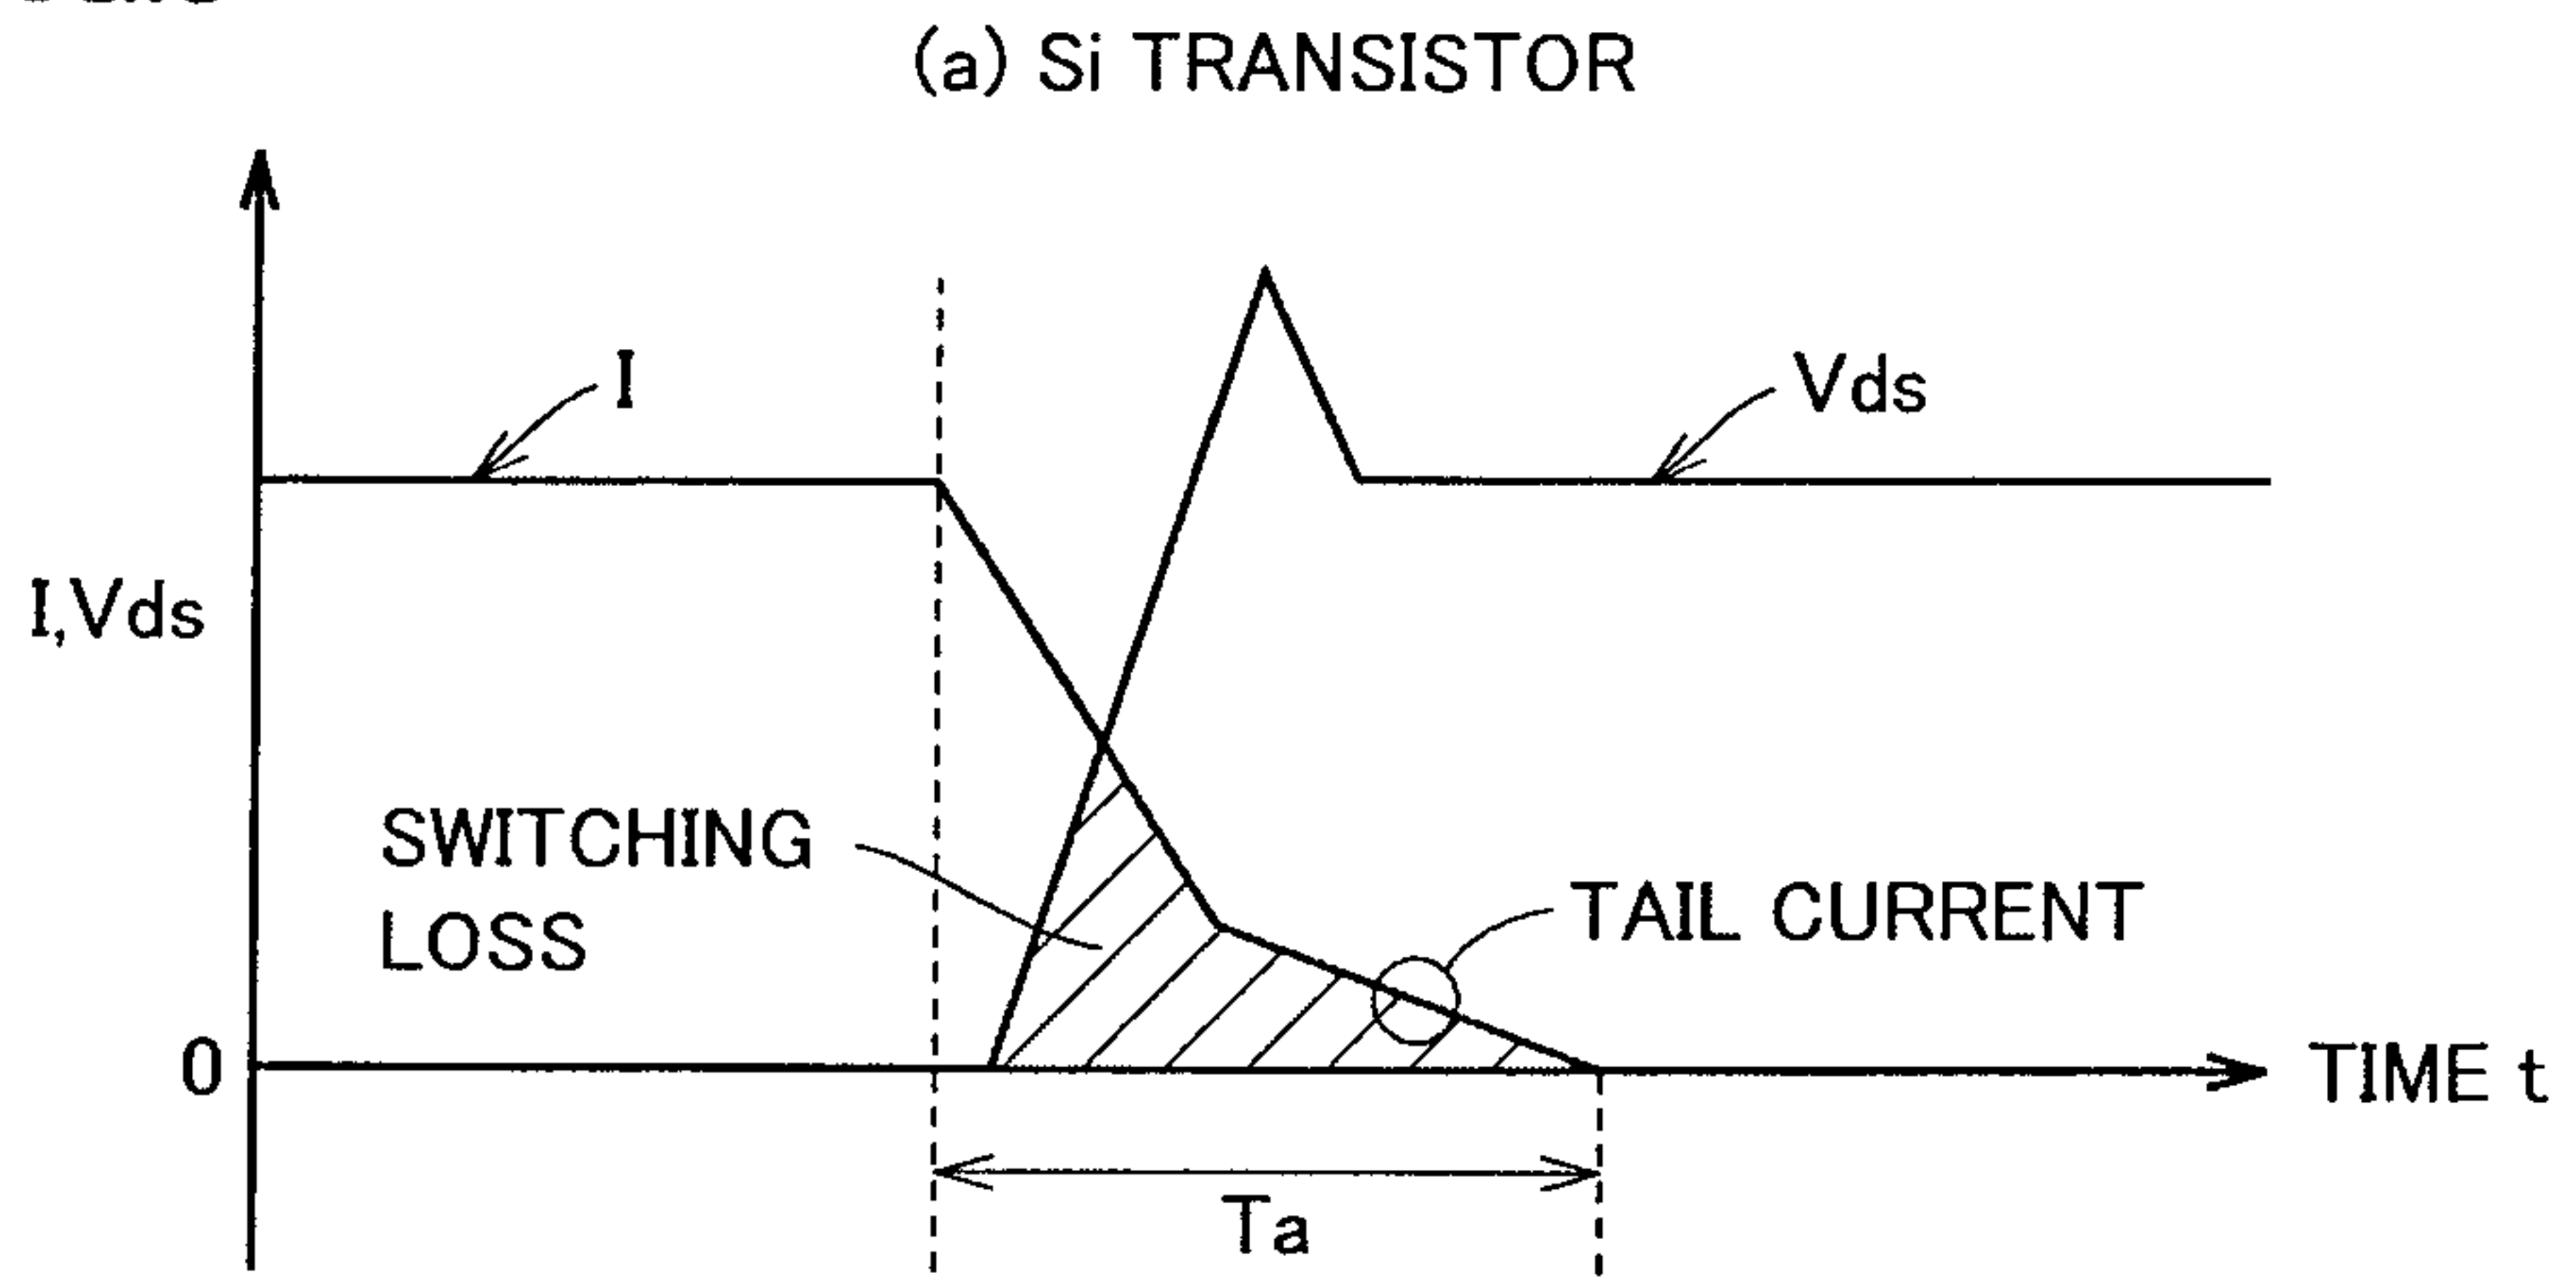 (a) Si TRANSISTOR
I
Vds
I,Vds
SWITCHING
LOSS
TAIL CURRENT
0
TIME t
Ta